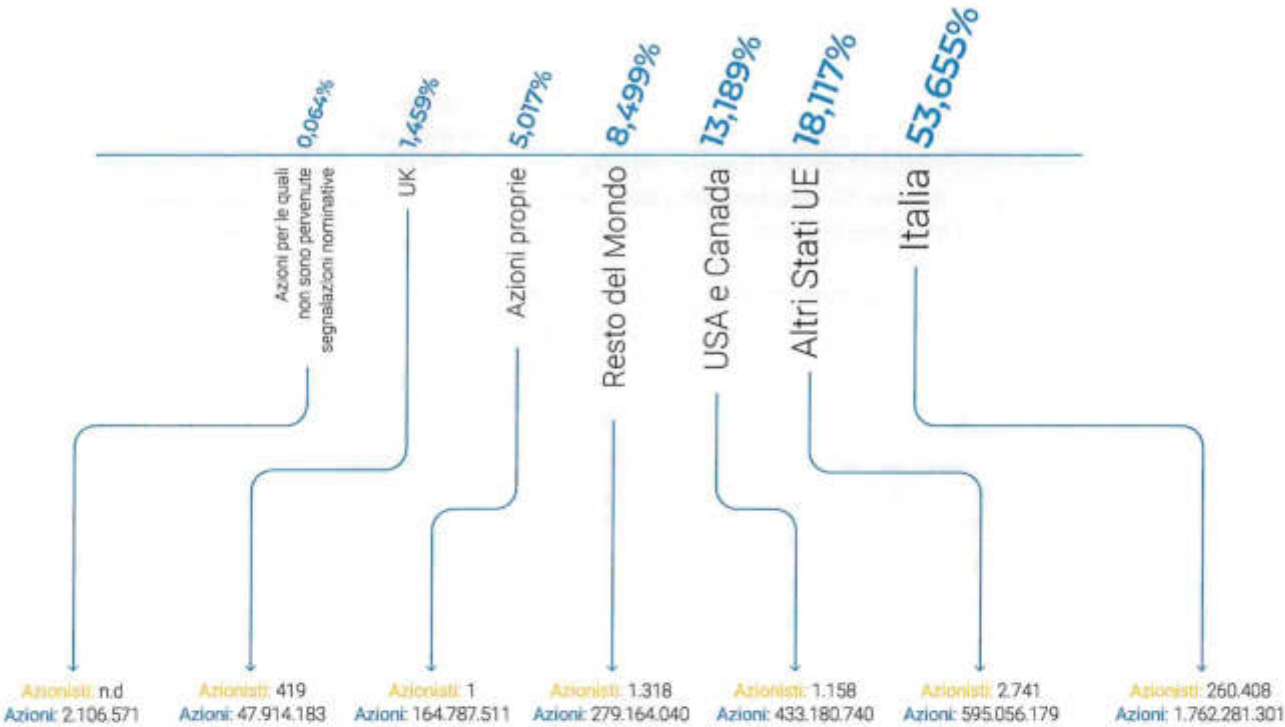 0,064%
1,459%
5,017%
8,499%
13,189%
18,117%
53,655%
Azioni per le quali
non sono pervenute
segnalazioni nominative
UK
Azioni proprie
Resto del Mondo
USA e Canada
Altri Stati UE
Italia
Azionisti: n.d
Azioni: 2.106.571
Azionisti: 419
Azioni: 47.914.183
Azionisti: 1
Azioni: 164.787.511
Azionisti: 1.318
Azioni: 279.164.040
Azionisti: 1.158
Azioni: 433.180.740
Azionisti: 2.741
Azioni: 595.056.179
Azionisti: 260.408
Azioni: 1.762.281.301